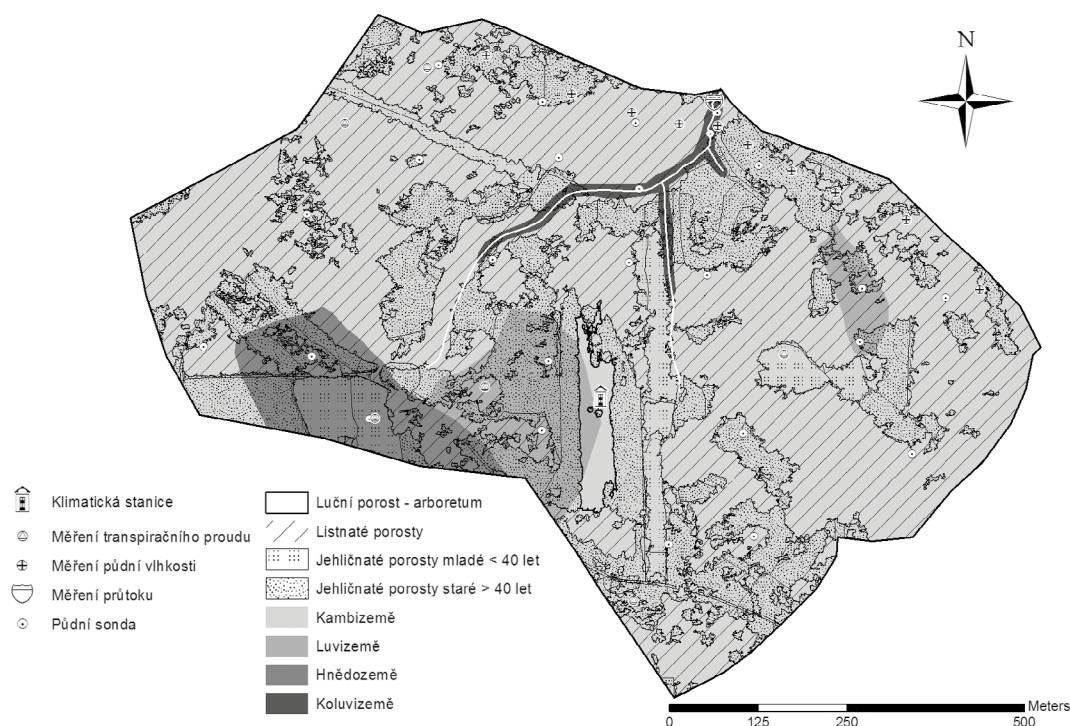 N
Klimatická stanice
Měření transpiračního proudu
Měření půdní vlhkosti
Měření průtoku
Půdní sonda
Luční porost - arboretum
Listnaté porosty
Jehličnaté porosty mladé < 40 let
Jehličnaté porosty staré > 40 let
Kambizemě
Luvizemě
Hnědozemě
Koluvizemě
Meters
0 125 250 500